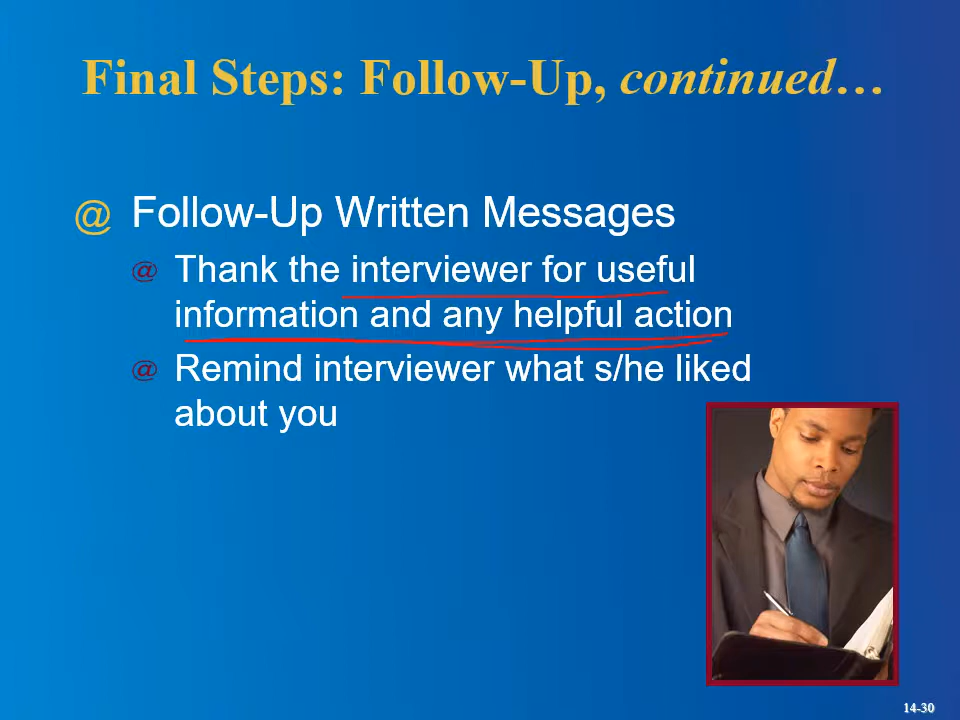 Final Steps: Follow-Up, continued…
@ Follow-Up Written Messages
@ Thank the interviewer for useful
information and any helpful action
@ Remind interviewer what s/he liked
about you
14-30